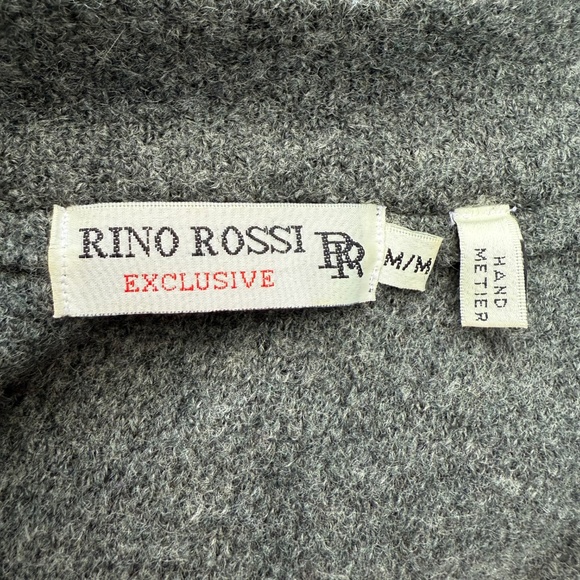 RINO ROSSI
EXCLUSIVE
RR
M/M
HAND
METIER